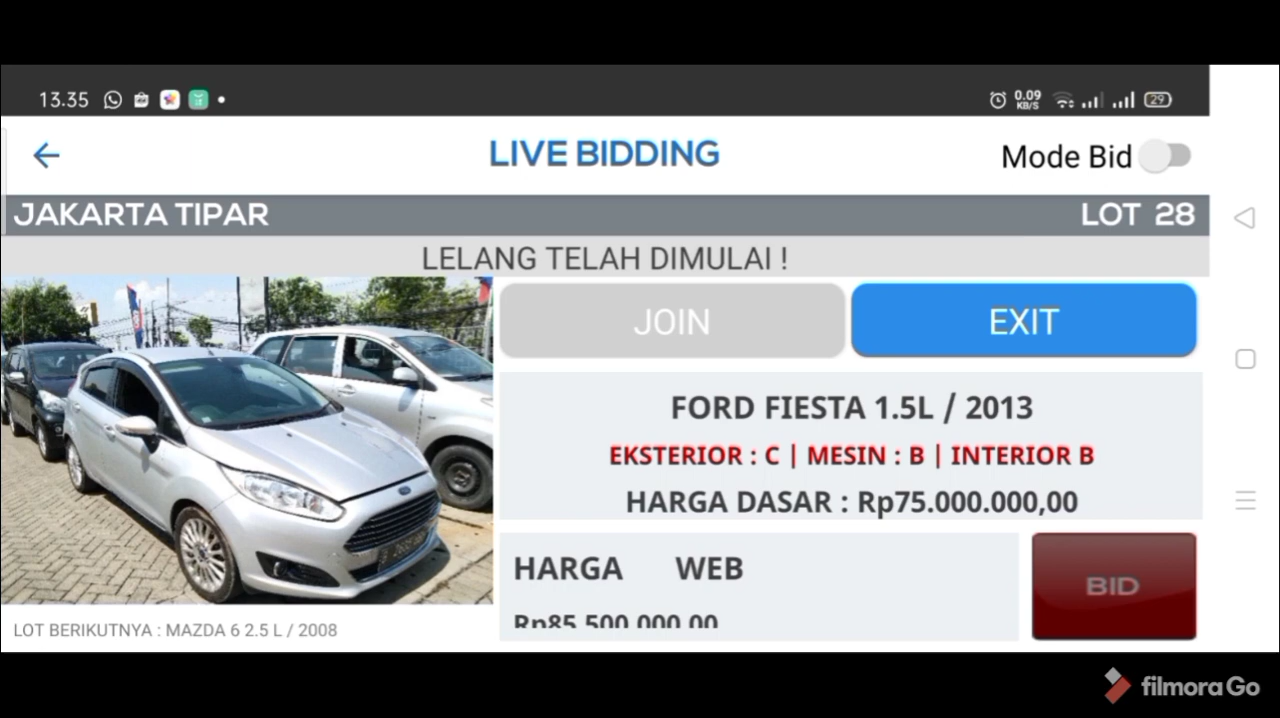 13.35
0.09
KB/S
29
LIVE BIDDING
Mode Bid
JAKARTA TIPAR
LOT 28
LELANG TELAH DIMULAI !
JOIN
EXIT
FORD FIESTA 1.5L / 2013
EKSTERIOR : C | MESIN : B | INTERIOR B
HARGA DASAR : Rp75.000.000,00
HARGA WEB
Rp85.500.000,00
BID
LOT BERIKUTNYA : MAZDA 6 2.5 L / 2008
filmoraGo